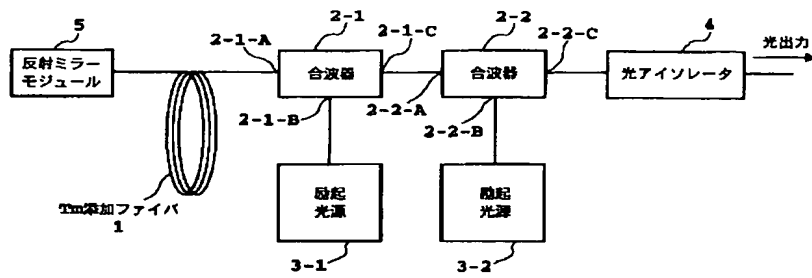 5
反射ミラー
モジュール
2-1-A
2-1
合波器
2-1-C
2-1-B
2-2
合波器
2-2-A
2-2-C
2-2-B
4
光アイソレータ
光出力
Tm添加ファイバ
1
励起
光源
3-1
励起
光源
3-2